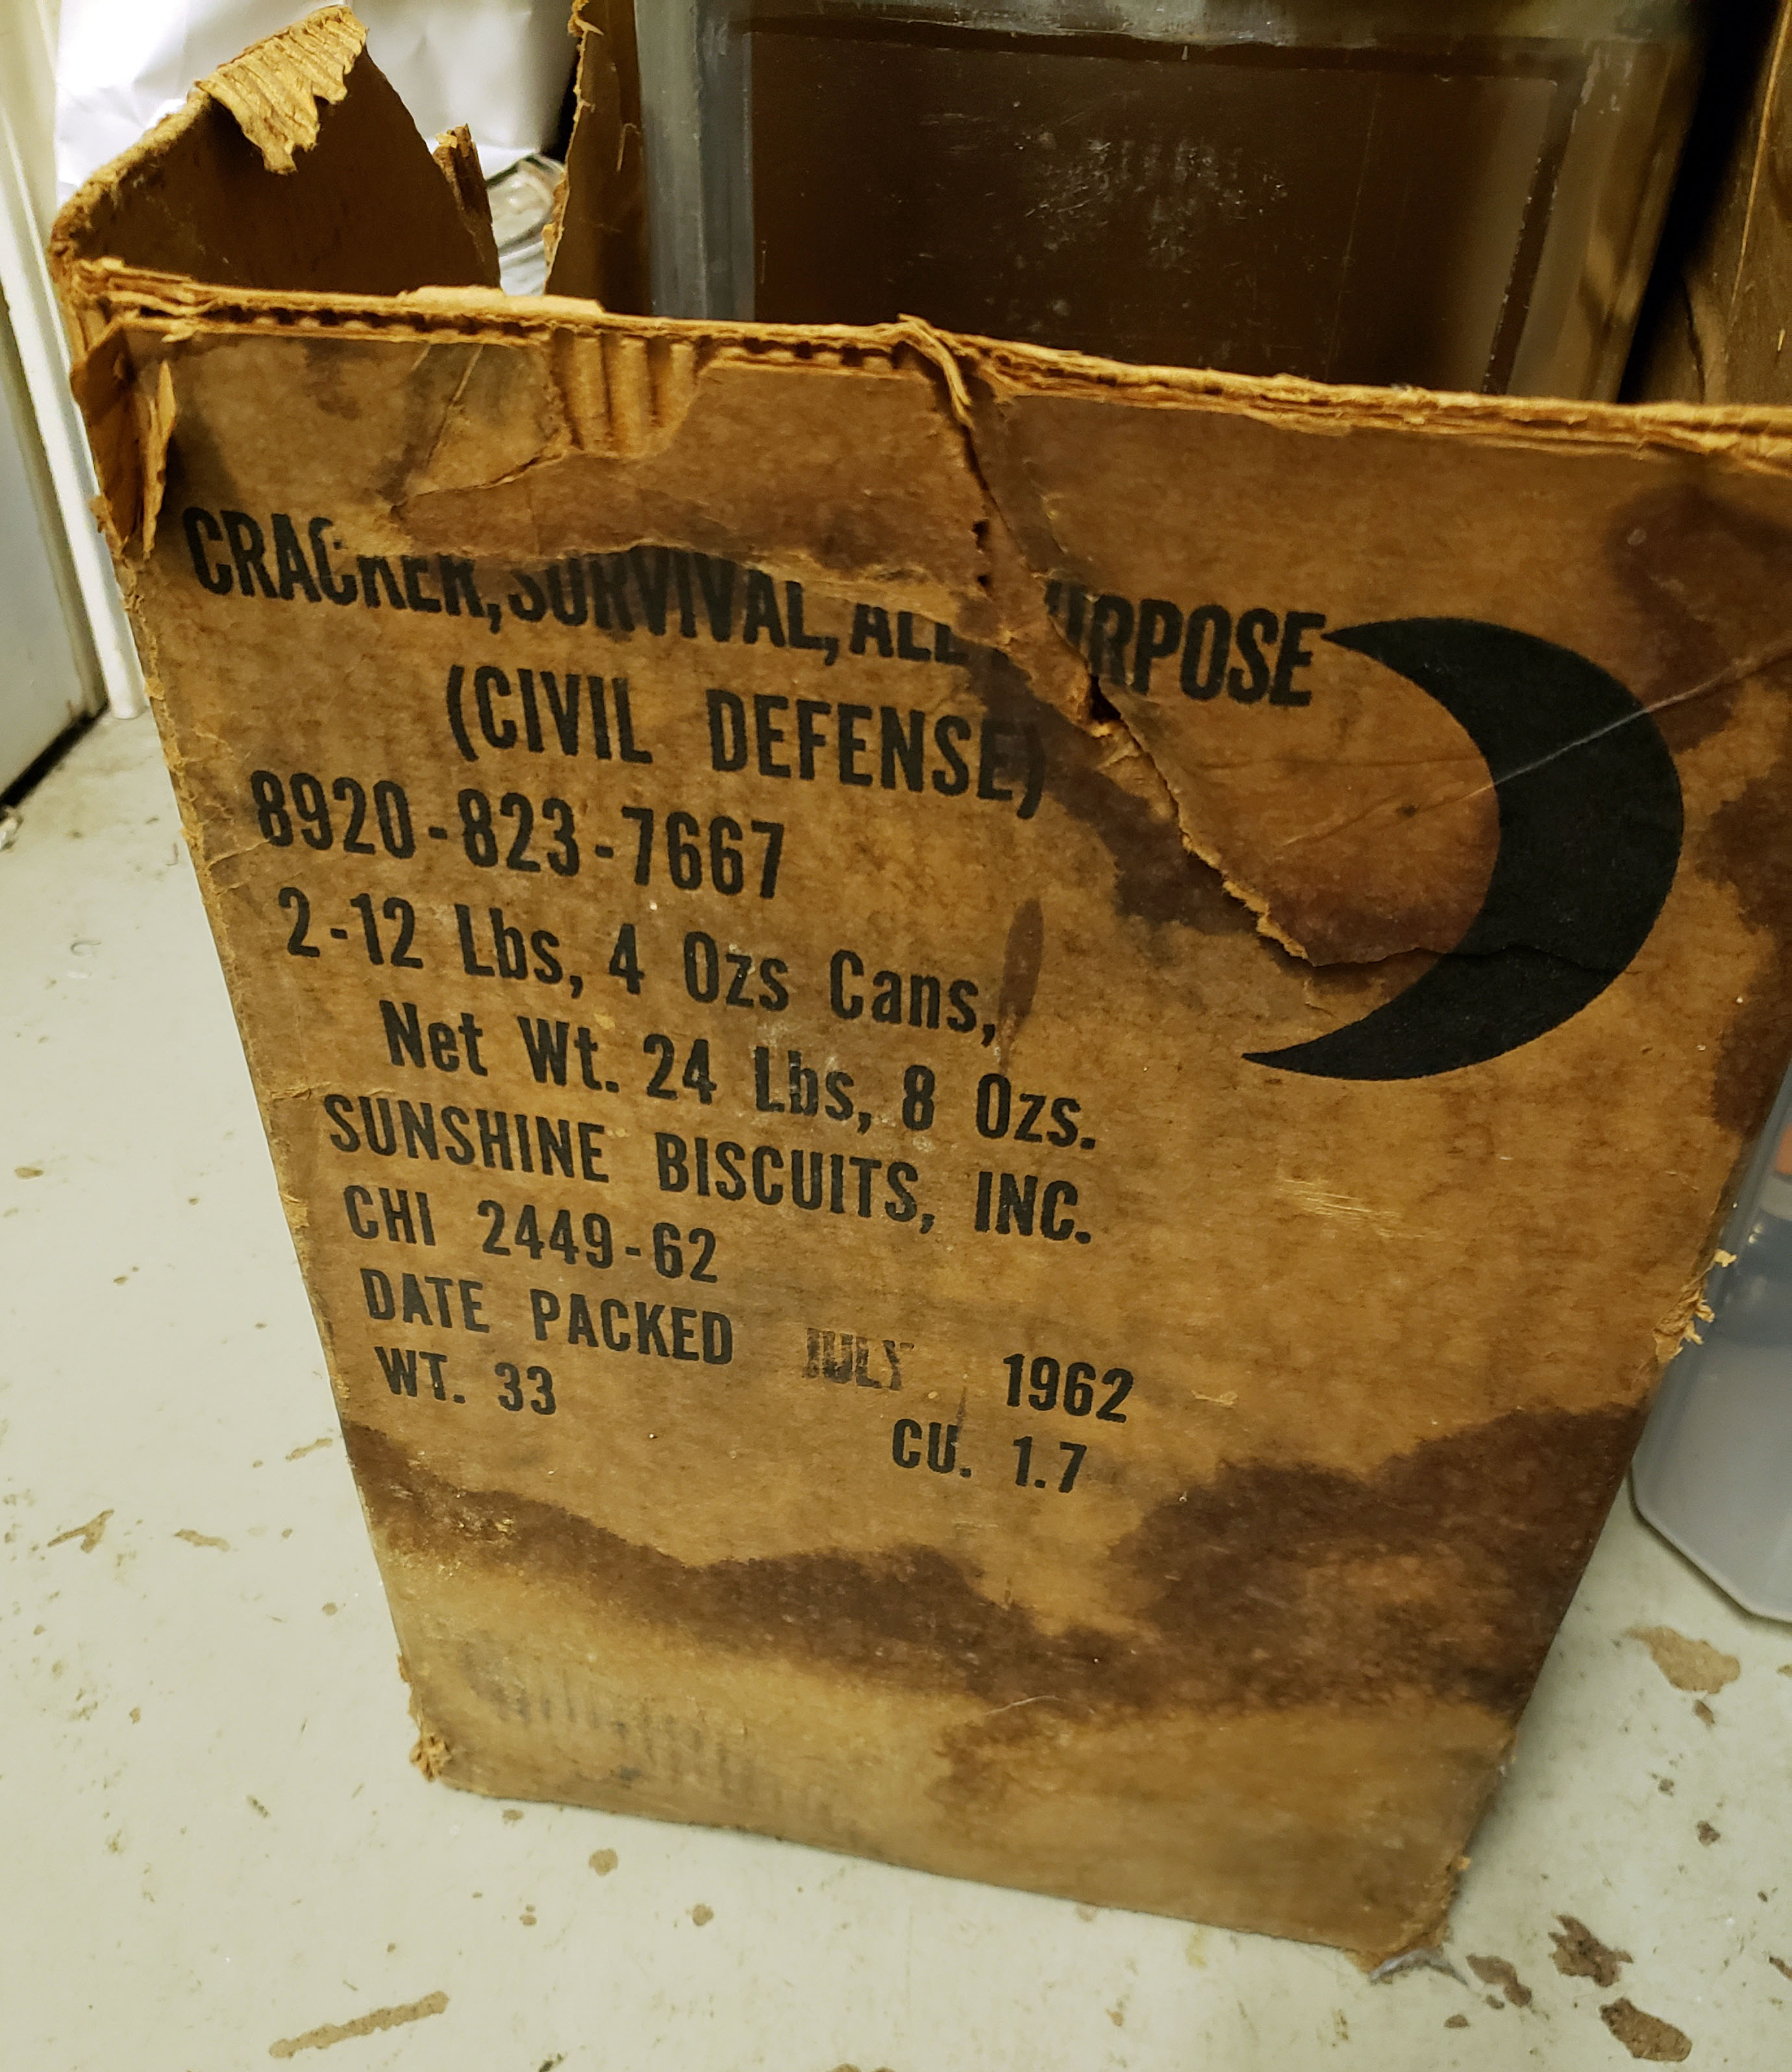 CRACKER, SURVIVAL, ALL PURPOSE
(CIVIL DEFENSE)
8920-823-7667
2-12 Lbs, 4 Ozs Cans,
Net Wt. 24 Lbs, 8 Ozs.
SUNSHINE BISCUITS, INC.
CHI 2449-62
DATE PACKED JULY 1962
WT. 33 CU. 1.7